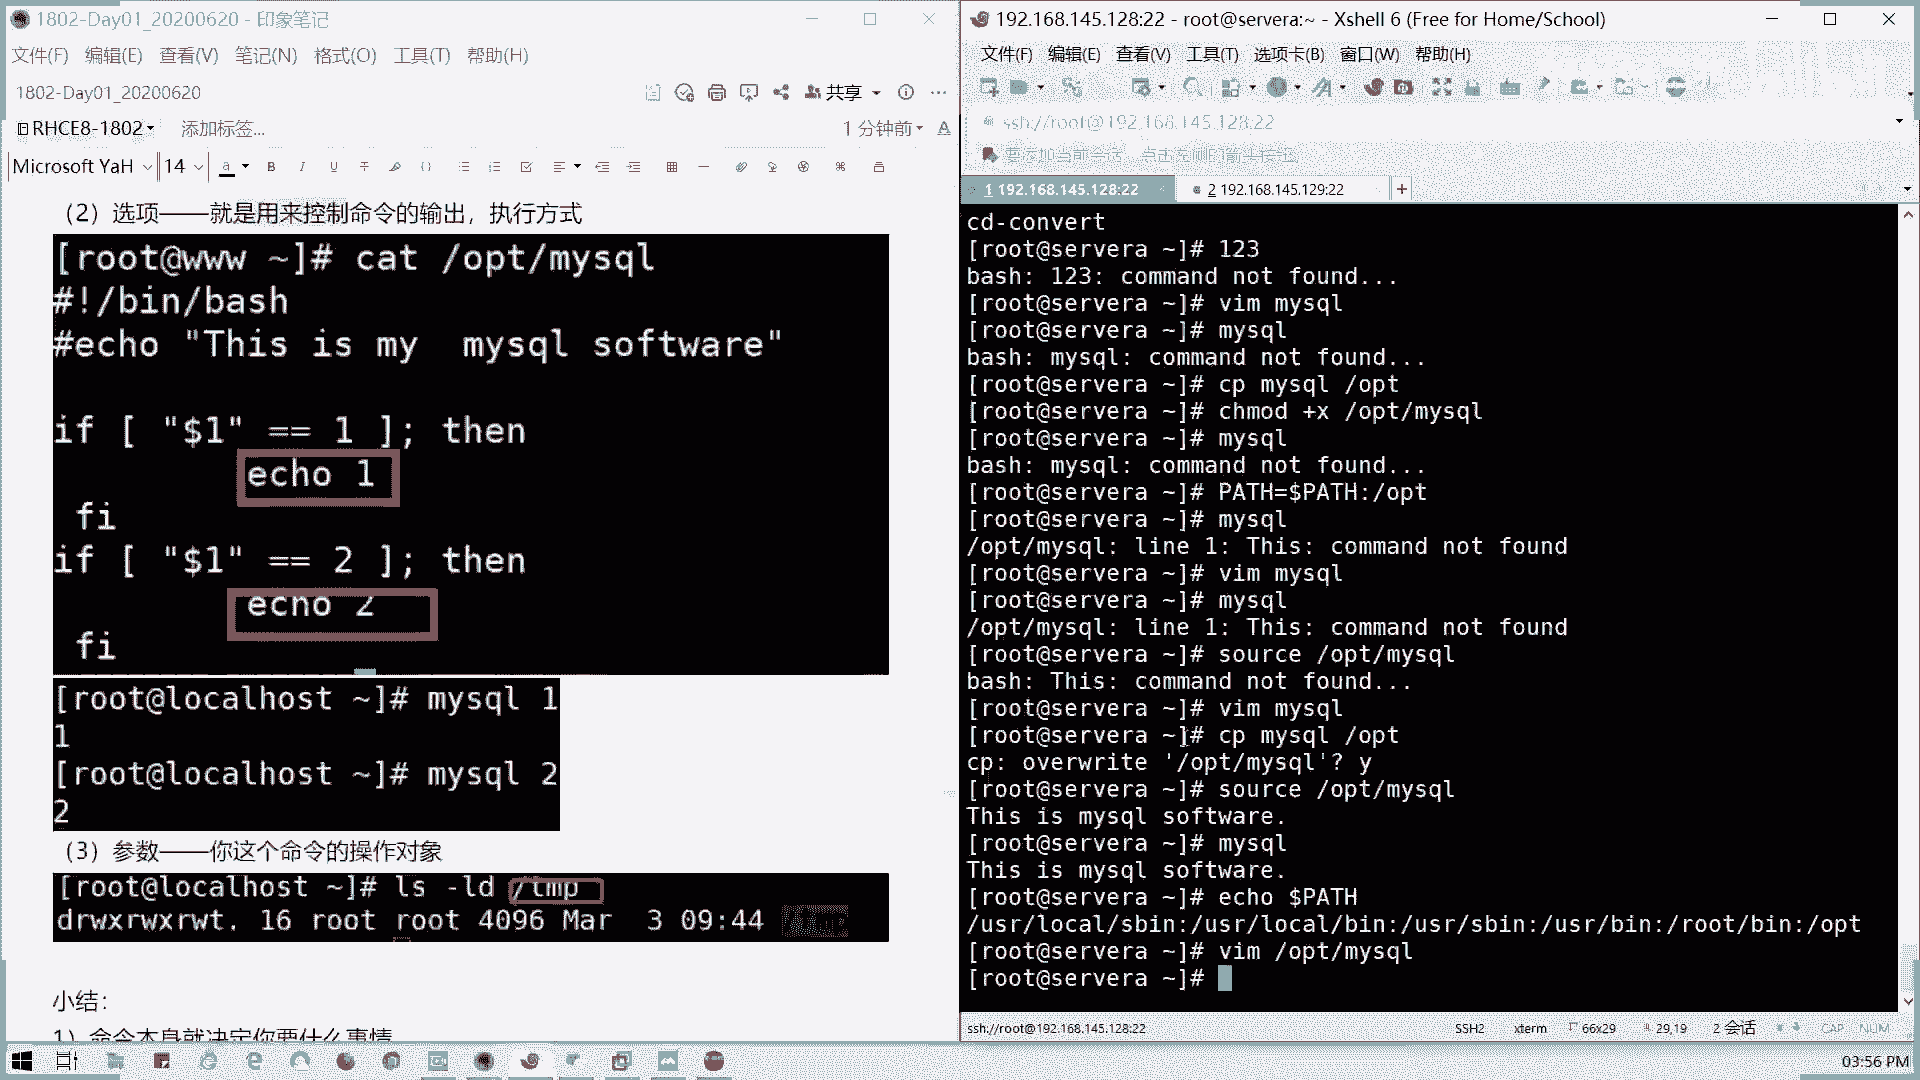 1802-Day01_20200620 - 印象笔记
文件(F) 编辑(E) 查看(V) 笔记(N) 格式(O) 工具(T) 帮助(H)
1802-Day01_20200620
共享
RHCE8-1802 添加标签...
1 分钟前
Microsoft YaH 14
（2）选项——就是用来控制命令的输出，执行方式
[root@www ~]# cat /opt/mysql
#!/bin/bash
#echo "This is my  mysql software"
if [ "$1" == 1 ]; then
echo 1
fi
if [ "$1" == 2 ]; then
echo 2
fi
[root@localhost ~]# mysql 1
1
[root@localhost ~]# mysql 2
2
（3）参数——你这个命令的操作对象
[root@localhost ~]# ls -ld /tmp
drwxrwxrwt. 16 root root 4096 Mar  3 09:44 /tmp
小结：
1）命令本身就决定你要什么事情
192.168.145.128:22 - root@servera:~ - Xshell 6 (Free for Home/School)
文件(F) 编辑(E) 查看(V) 工具(T) 选项卡(B) 窗口(W) 帮助(H)
ssh://root@192.168.145.128:22
要添加当前会话，点击左侧的箭头按钮。
1 192.168.145.128:22
2 192.168.145.129:22
cd-convert
[root@servera ~]# 123
bash: 123: command not found...
[root@servera ~]# vim mysql
[root@servera ~]# mysql
bash: mysql: command not found...
[root@servera ~]# cp mysql /opt
[root@servera ~]# chmod +x /opt/mysql
[root@servera ~]# mysql
bash: mysql: command not found...
[root@servera ~]# PATH=$PATH:/opt
[root@servera ~]# mysql
/opt/mysql: line 1: This: command not found
[root@servera ~]# vim mysql
[root@servera ~]# mysql
/opt/mysql: line 1: This: command not found
[root@servera ~]# source /opt/mysql
bash: This: command not found...
[root@servera ~]# vim mysql
[root@servera ~]# cp mysql /opt
cp: overwrite '/opt/mysql'? y
[root@servera ~]# source /opt/mysql
This is mysql software.
[root@servera ~]# mysql
This is mysql software.
[root@servera ~]# echo $PATH
/usr/local/sbin:/usr/local/bin:/usr/sbin:/usr/bin:/root/bin:/opt
[root@servera ~]# vim /opt/mysql
[root@servera ~]#
ssh://root@192.168.145.128:22 SSH2 xterm 66x29 29,19 2 会话 CAP NUM
03:56 PM